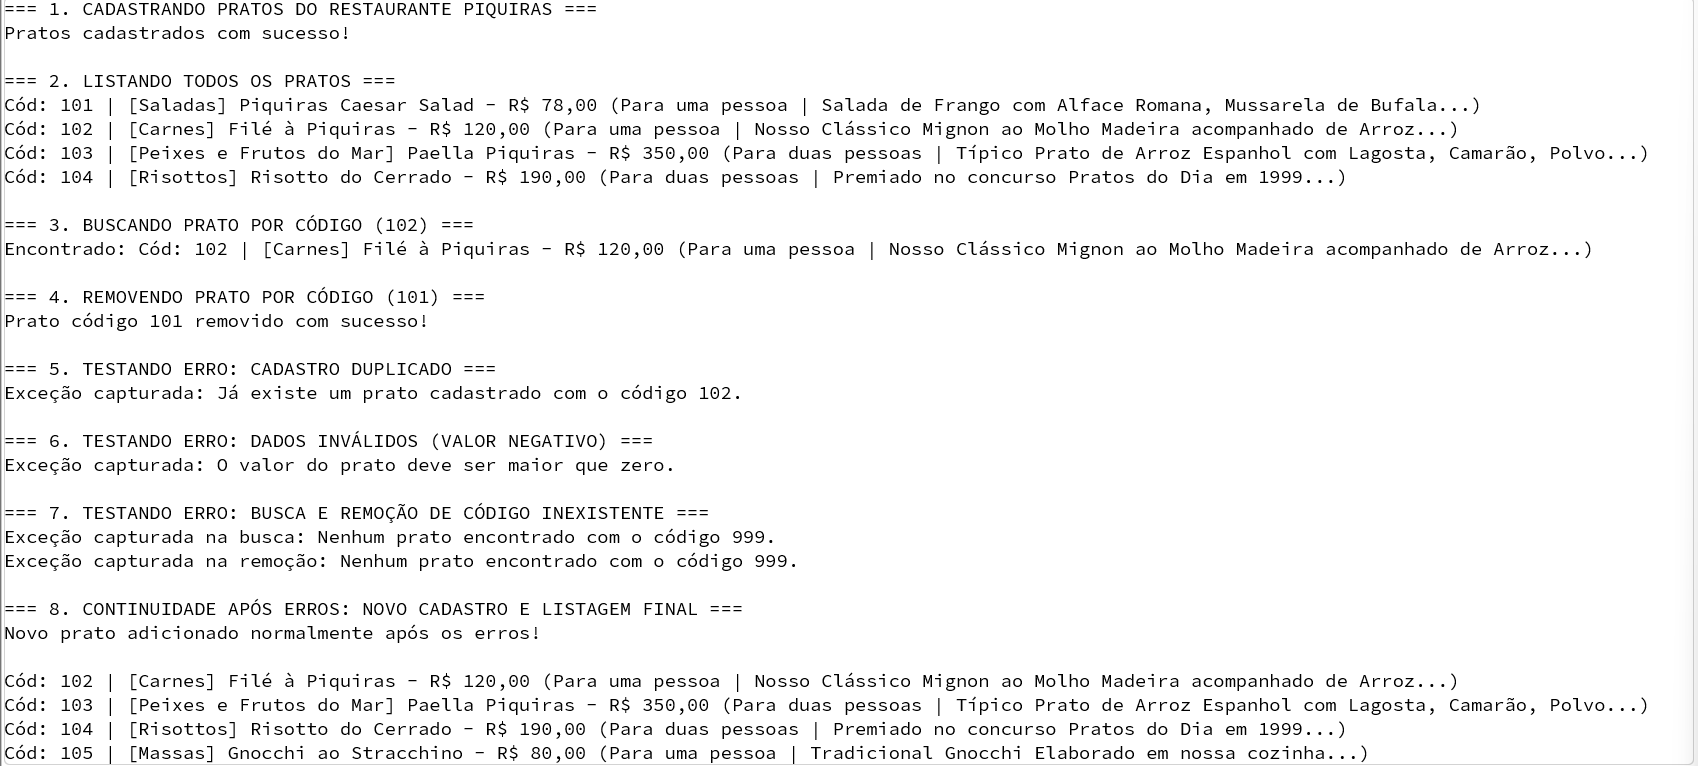 === 1. CADASTRANDO PRATOS DO RESTAURANTE PIQUIRAS ===
Pratos cadastrados com sucesso!
=== 2. LISTANDO TODOS OS PRATOS ===
Cód: 101 | [Saladas] Piquiras Caesar Salad - R$ 78,00 (Para uma pessoa | Salada de Frango com Alface Romana, Mussarela de Bufala...)
Cód: 102 | [Carnes] Filé à Piquiras - R$ 120,00 (Para uma pessoa | Nosso Clássico Mignon ao Molho Madeira acompanhado de Arroz...)
Cód: 103 | [Peixes e Frutos do Mar] Paella Piquiras - R$ 350,00 (Para duas pessoas | Típico Prato de Arroz Espanhol com Lagosta, Camarão, Polvo...)
Cód: 104 | [Risottos] Risotto do Cerrado - R$ 190,00 (Para duas pessoas | Premiado no concurso Pratos do Dia em 1999...)
=== 3. BUSCANDO PRATO POR CÓDIGO (102) ===
Encontrado: Cód: 102 | [Carnes] Filé à Piquiras - R$ 120,00 (Para uma pessoa | Nosso Clássico Mignon ao Molho Madeira acompanhado de Arroz...)
=== 4. REMOVENDO PRATO POR CÓDIGO (101) ===
Prato código 101 removido com sucesso!
=== 5. TESTANDO ERRO: CADASTRO DUPLICADO ===
Exceção capturada: Já existe um prato cadastrado com o código 102.
=== 6. TESTANDO ERRO: DADOS INVÁLIDOS (VALOR NEGATIVO) ===
Exceção capturada: O valor do prato deve ser maior que zero.
=== 7. TESTANDO ERRO: BUSCA E REMOÇÃO DE CÓDIGO INEXISTENTE ===
Exceção capturada na busca: Nenhum prato encontrado com o código 999.
Exceção capturada na remoção: Nenhum prato encontrado com o código 999.
=== 8. CONTINUIDADE APÓS ERROS: NOVO CADASTRO E LISTAGEM FINAL ===
Novo prato adicionado normalmente após os erros!
Cód: 102 | [Carnes] Filé à Piquiras - R$ 120,00 (Para uma pessoa | Nosso Clássico Mignon ao Molho Madeira acompanhado de Arroz...)
Cód: 103 | [Peixes e Frutos do Mar] Paella Piquiras - R$ 350,00 (Para duas pessoas | Típico Prato de Arroz Espanhol com Lagosta, Camarão, Polvo...)
Cód: 104 | [Risottos] Risotto do Cerrado - R$ 190,00 (Para duas pessoas | Premiado no concurso Pratos do Dia em 1999...)
Cód: 105 | [Massas] Gnocchi ao Stracchino - R$ 80,00 (Para uma pessoa | Tradicional Gnocchi Elaborado em nossa cozinha...)